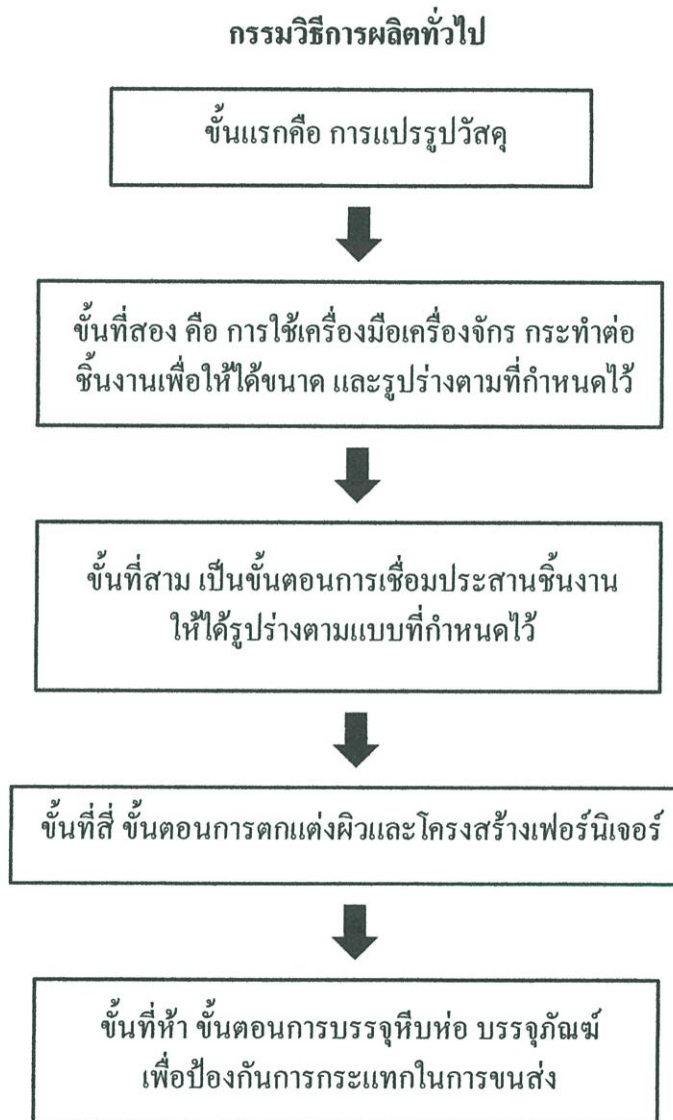 กรรมวิธีการผลิตทั่วไป
ขั้นแรกคือ การแปรรูปวัสดุ
ขั้นที่สอง คือ การใช้เครื่องมือเครื่องจักร กระทำต่อ
ชิ้นงานเพื่อให้ได้ขนาด และรูปร่างตามที่กำหนดไว้
ขั้นที่สาม เป็นขั้นตอนการเชื่อมประสานชิ้นงาน
ให้ได้รูปร่างตามแบบที่กำหนดไว้
ขั้นที่สี่ ขั้นตอนการตกแต่งผิวและโครงสร้างเฟอร์นิเจอร์
ขั้นที่ห้า ขั้นตอนการบรรจุหีบห่อ บรรจุภัณฑ์
เพื่อป้องกันการกระแทกในการขนส่ง